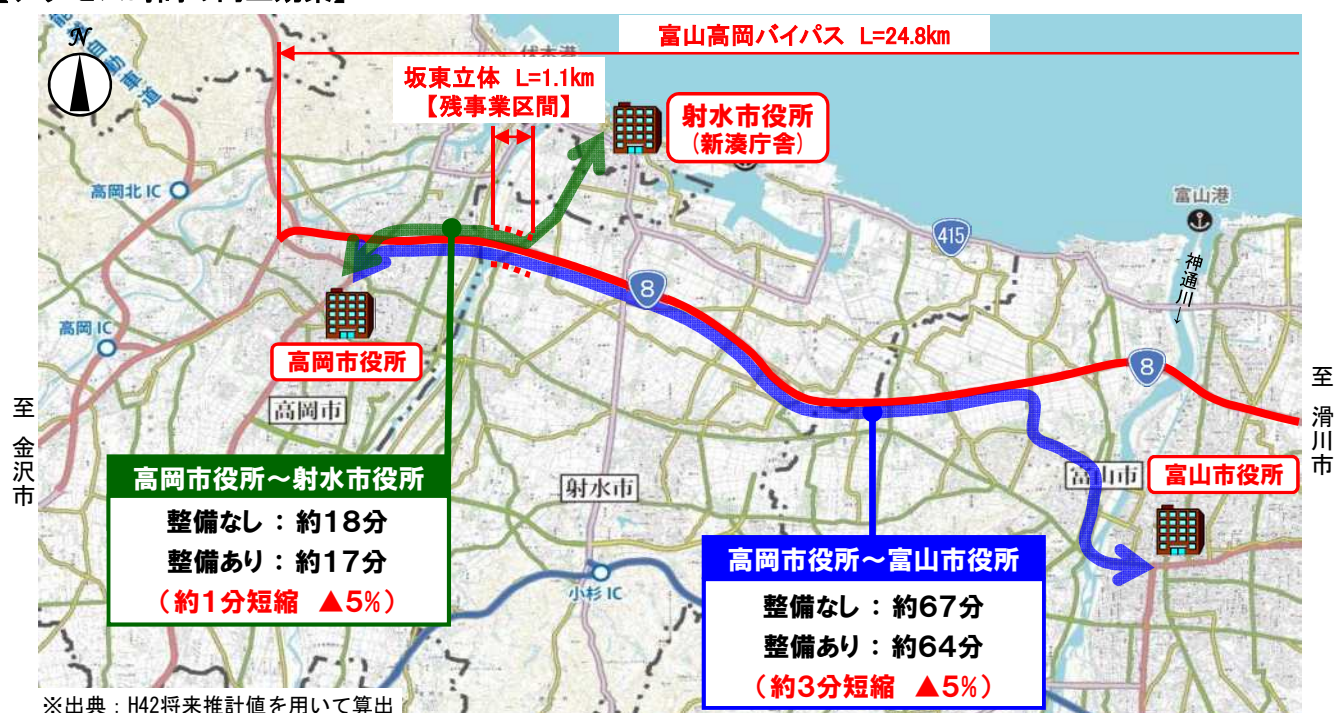 富山高岡バイパス L=24.8km
N
能
自動車道
伏木港
坂東立体 L=1.1km
【残事業区間】
射水市役所
(新湊庁舎)
高岡北IC
富山港
415
神通川→
8
高岡IC
高岡市役所
8
至 金沢市
至 滑川市
高岡市
高岡市役所～射水市役所
整備なし：約18分
整備あり：約17分
(約1分短縮 ▲5%)
射水市
富山市
富山市役所
小杉IC
高岡市役所～富山市役所
整備なし：約67分
整備あり：約64分
(約3分短縮 ▲5%)
※出典：H42将来推計値を用いて算出